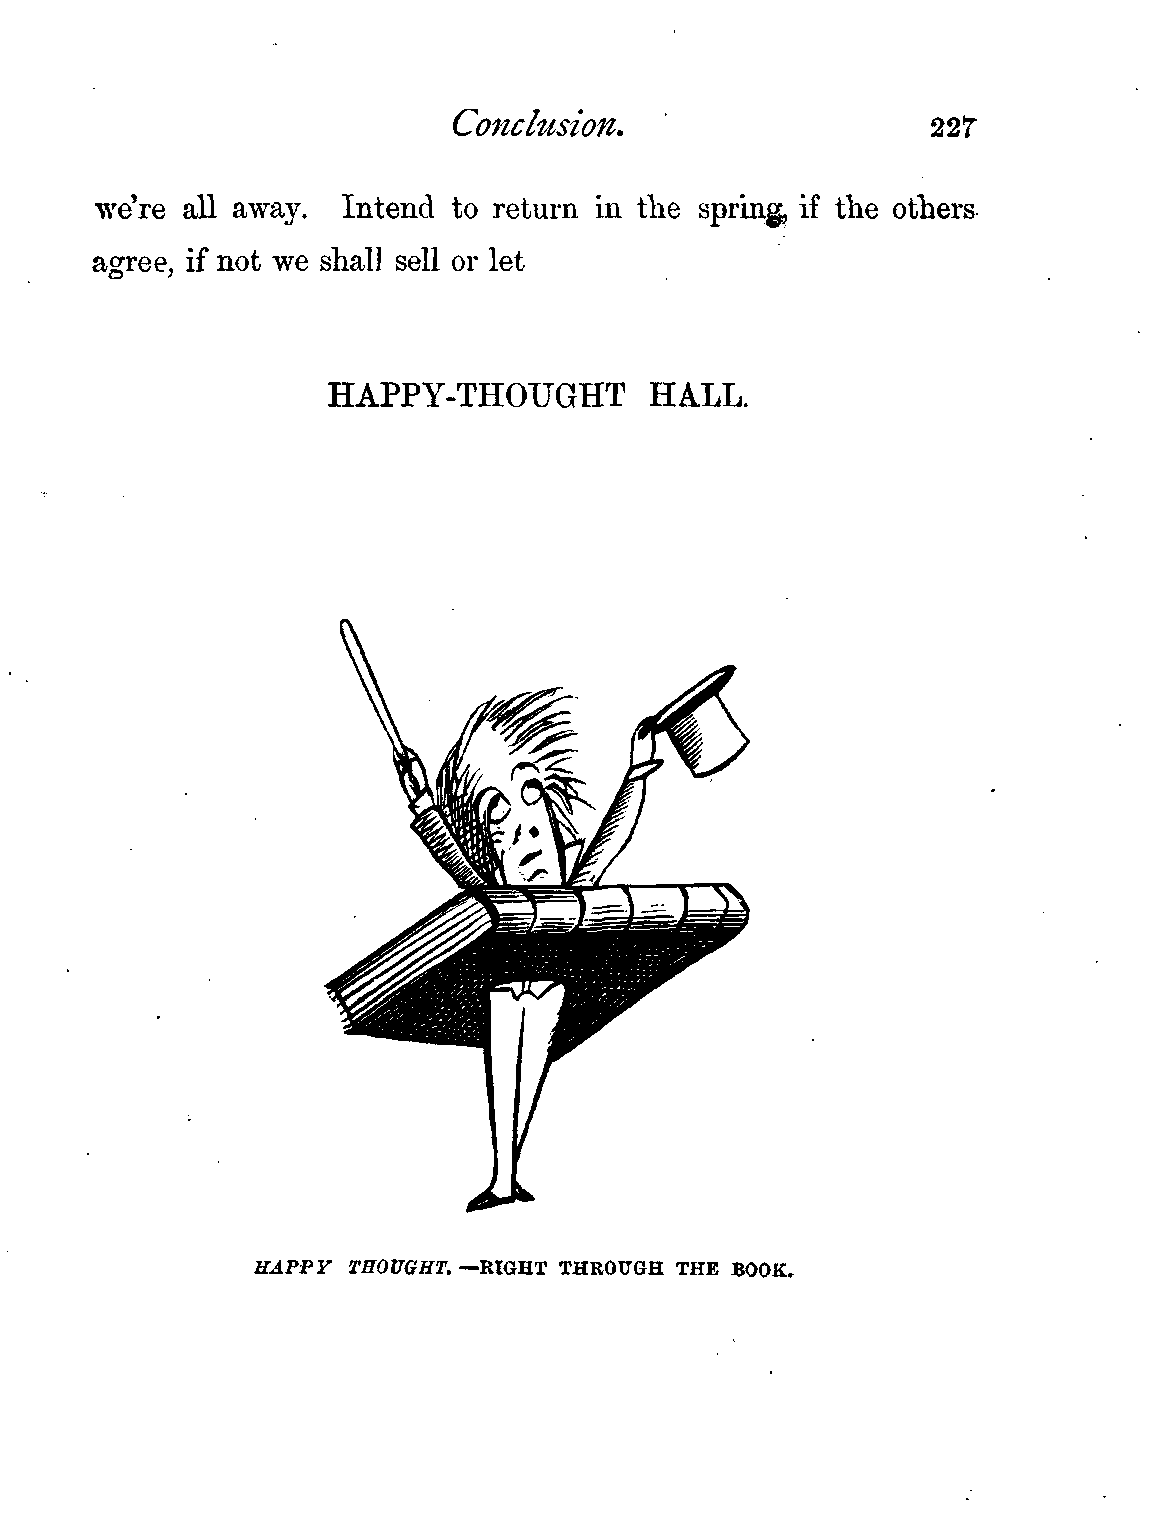 Conclusion. 227
we're all away. Intend to return in the spring, if the others
agree, if not we shall sell or let
HAPPY-THOUGHT HALL.
HAPPY THOUGHT.—RIGHT THROUGH THE BOOK.